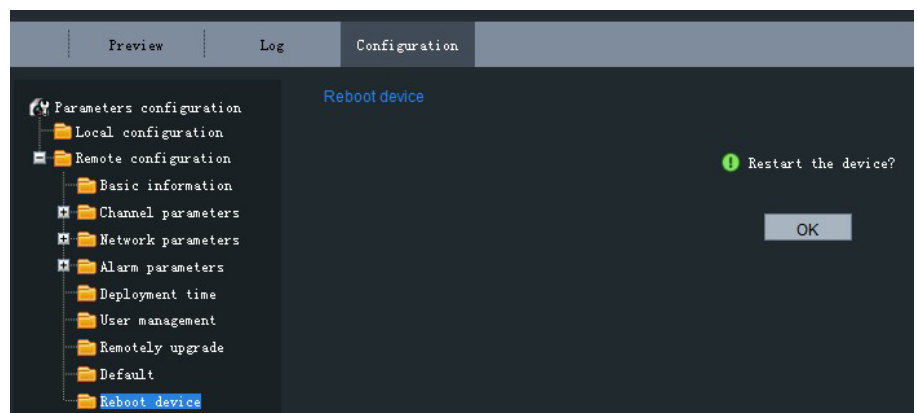 Preview Log Configuration
Parameters configuration
Reboot device
Local configuration
Remote configuration
Restart the device?
Basic information
Channel parameters
OK
Network parameters
Alarm parameters
Deployment time
User management
Remotely upgrade
Default
Reboot device